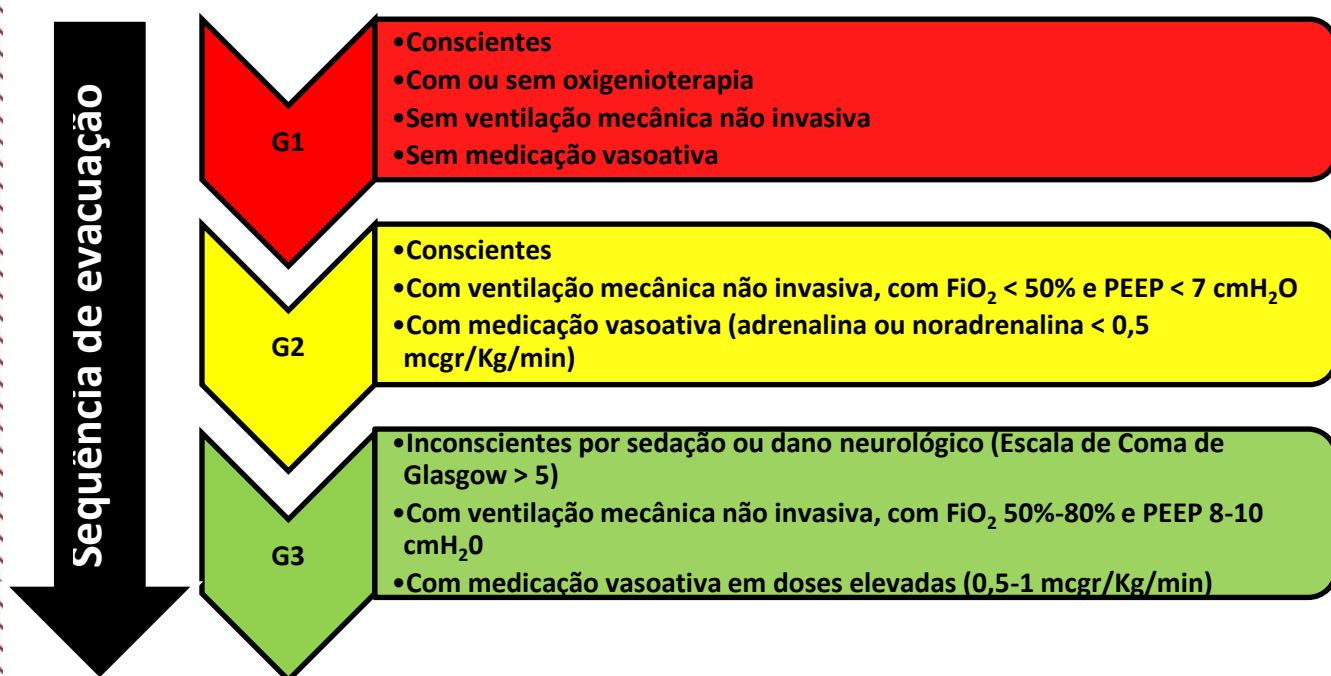 Sequência de evacuação
G1
•Conscientes
•Com ou sem oxigenioterapia
•Sem ventilação mecânica não invasiva
•Sem medicação vasoativa
G2
•Conscientes
•Com ventilação mecânica não invasiva, com FiO₂ < 50% e PEEP < 7 cmH₂O
•Com medicação vasoativa (adrenalina ou noradrenalina < 0,5
mcgr/Kg/min)
G3
•Inconscientes por sedação ou dano neurológico (Escala de Coma de
Glasgow > 5)
•Com ventilação mecânica não invasiva, com FiO₂ 50%-80% e PEEP 8-10
cmH₂0
•Com medicação vasoativa em doses elevadas (0,5-1 mcgr/Kg/min)